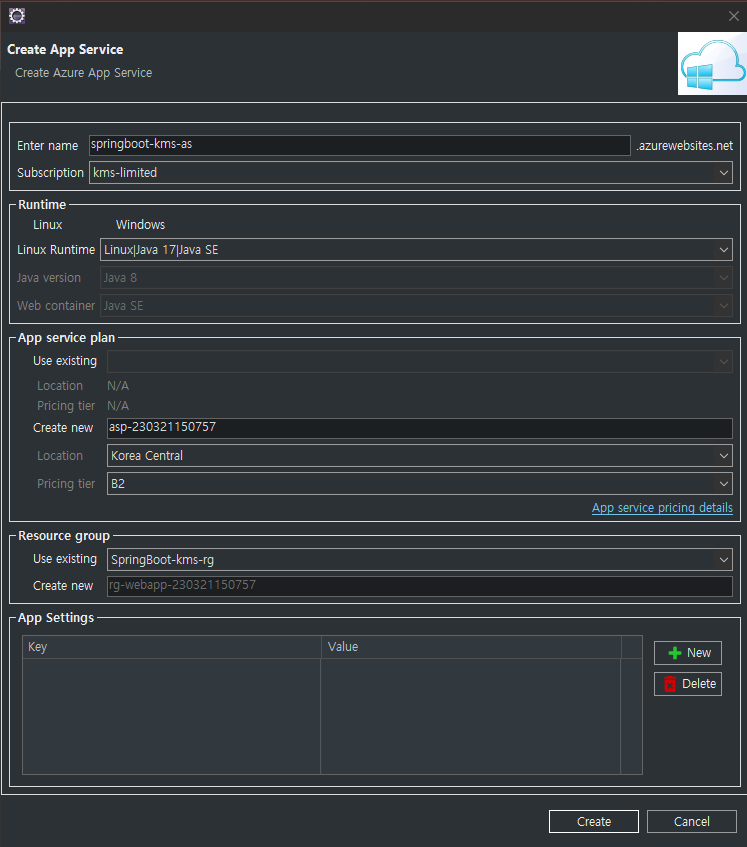 Create App Service
Create Azure App Service
Enter name springboot-kms-as .azurewebsites.net
Subscription kms-limited
Runtime
Linux Windows
Linux Runtime Linux|Java 17|Java SE
Java version Java 8
Web container Java SE
App service plan
Use existing
Location N/A
Pricing tier N/A
Create new asp-230321150757
Location Korea Central
Pricing tier B2
App service pricing details
Resource group
Use existing SpringBoot-kms-rg
Create new rg-webapp-230321150757
App Settings
Key Value
New
Delete
Create Cancel